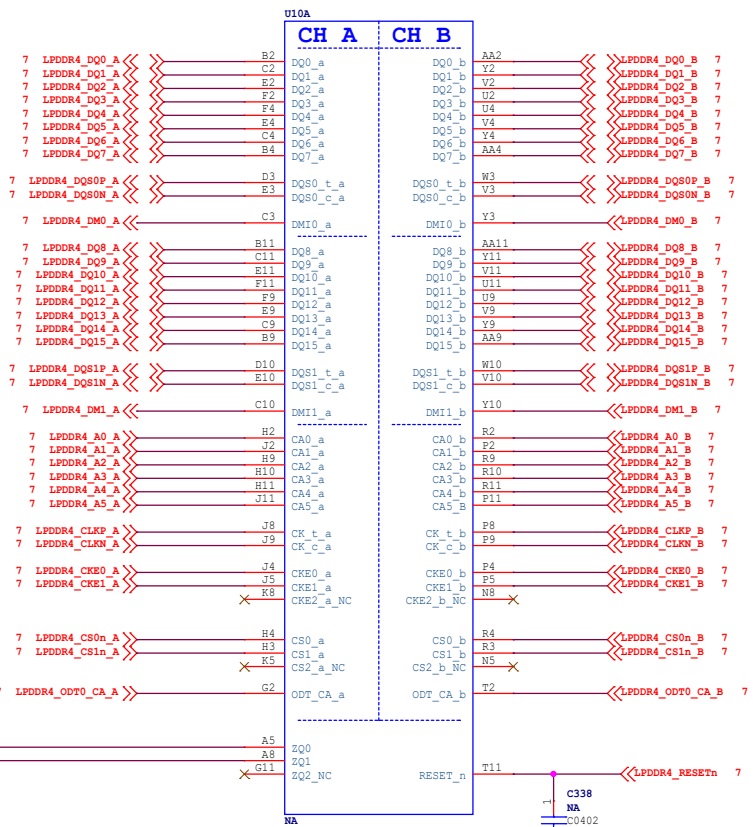 U10A
CH A CH B
7 LPDDR4_DQ0_A B2 DQ0_a DQ0_b AA2 LPDDR4_DQ0_B 7
7 LPDDR4_DQ1_A C2 DQ1_a DQ1_b Y2 LPDDR4_DQ1_B 7
7 LPDDR4_DQ2_A E2 DQ2_a DQ2_b V2 LPDDR4_DQ2_B 7
7 LPDDR4_DQ3_A F2 DQ3_a DQ3_b U2 LPDDR4_DQ3_B 7
7 LPDDR4_DQ4_A F4 DQ4_a DQ4_b U4 LPDDR4_DQ4_B 7
7 LPDDR4_DQ5_A E4 DQ5_a DQ5_b V4 LPDDR4_DQ5_B 7
7 LPDDR4_DQ6_A C4 DQ6_a DQ6_b Y4 LPDDR4_DQ6_B 7
7 LPDDR4_DQ7_A B4 DQ7_a DQ7_b AA4 LPDDR4_DQ7_B 7
7 LPDDR4_DQS0P_A D3 DQS0_t_a DQS0_t_b W3 LPDDR4_DQS0P_B 7
7 LPDDR4_DQS0N_A E3 DQS0_c_a DQS0_c_b V3 LPDDR4_DQS0N_B 7
7 LPDDR4_DM0_A C3 DMI0_a DMI0_b Y3 LPDDR4_DM0_B 7
7 LPDDR4_DQ8_A B11 DQ8_a DQ8_b AA11 LPDDR4_DQ8_B 7
7 LPDDR4_DQ9_A C11 DQ9_a DQ9_b Y11 LPDDR4_DQ9_B 7
7 LPDDR4_DQ10_A E11 DQ10_a DQ10_b V11 LPDDR4_DQ10_B 7
7 LPDDR4_DQ11_A F11 DQ11_a DQ11_b U11 LPDDR4_DQ11_B 7
7 LPDDR4_DQ12_A F9 DQ12_a DQ12_b U9 LPDDR4_DQ12_B 7
7 LPDDR4_DQ13_A E9 DQ13_a DQ13_b V9 LPDDR4_DQ13_B 7
7 LPDDR4_DQ14_A C9 DQ14_a DQ14_b Y9 LPDDR4_DQ14_B 7
7 LPDDR4_DQ15_A B9 DQ15_a DQ15_b AA9 LPDDR4_DQ15_B 7
7 LPDDR4_DQS1P_A D10 DQS1_t_a DQS1_t_b W10 LPDDR4_DQS1P_B 7
7 LPDDR4_DQS1N_A E10 DQS1_c_a DQS1_c_b V10 LPDDR4_DQS1N_B 7
7 LPDDR4_DM1_A C10 DMI1_a DMI1_b Y10 LPDDR4_DM1_B 7
7 LPDDR4_A0_A H2 CA0_a CA0_b R2 LPDDR4_A0_B 7
7 LPDDR4_A1_A J2 CA1_a CA1_b P2 LPDDR4_A1_B 7
7 LPDDR4_A2_A H9 CA2_a CA2_b R9 LPDDR4_A2_B 7
7 LPDDR4_A3_A H10 CA3_a CA3_b R10 LPDDR4_A3_B 7
7 LPDDR4_A4_A H11 CA4_a CA4_b R11 LPDDR4_A4_B 7
7 LPDDR4_A5_A J11 CA5_a CA5_B P11 LPDDR4_A5_B 7
7 LPDDR4_CLKP_A J8 CK_t_a CK_t_b P8 LPDDR4_CLKP_B 7
7 LPDDR4_CLKN_A J9 CK_c_a CK_c_b P9 LPDDR4_CLKN_B 7
7 LPDDR4_CKE0_A J4 CKE0_a CKE0_b P4 LPDDR4_CKE0_B 7
7 LPDDR4_CKE1_A J5 CKE1_a CKE1_b P5 LPDDR4_CKE1_B 7
K8 CKE2_a_NC CKE2_b_NC N8
7 LPDDR4_CS0n_A H4 CS0_a CS0_b R4 LPDDR4_CS0n_B 7
7 LPDDR4_CS1n_A H3 CS1_a CS1_b R3 LPDDR4_CS1n_B 7
K5 CS2_a_NC CS2_b_NC N5
LPDDR4_ODT0_CA_A G2 ODT_CA_a ODT_CA_b T2 LPDDR4_ODT0_CA_B 7
A5 ZQ0
A8 ZQ1
G11 ZQ2_NC RESET_n T11 LPDDR4_RESETn 7
C338
1 NA
NA C0402